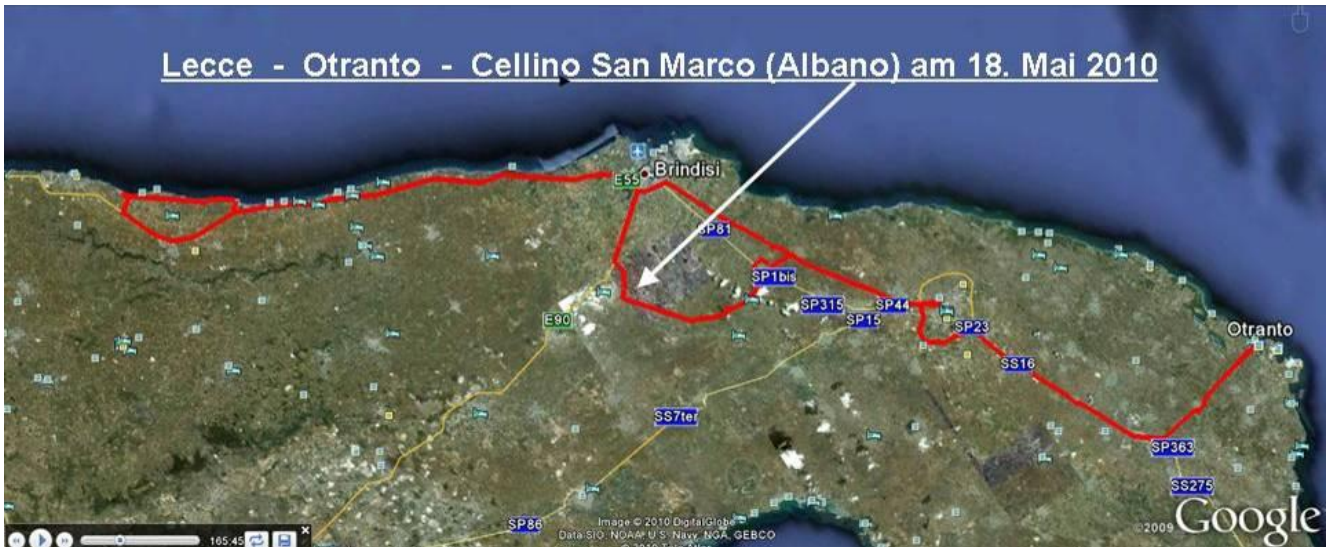 Lecce - Otranto - Cellino San Marco (Albano) am 18. Mai 2010
Brindisi
E55
SP81
SP1bis
SP315
SP44
SP15
E90
SP23
Otranto
SS16
SS7ter
SP363
SS275
SP86
Image © 2010 DigitalGlobe
Data SIO, NOAA, U.S. Navy, NGA, GEBCO
©2009 Google
165:45